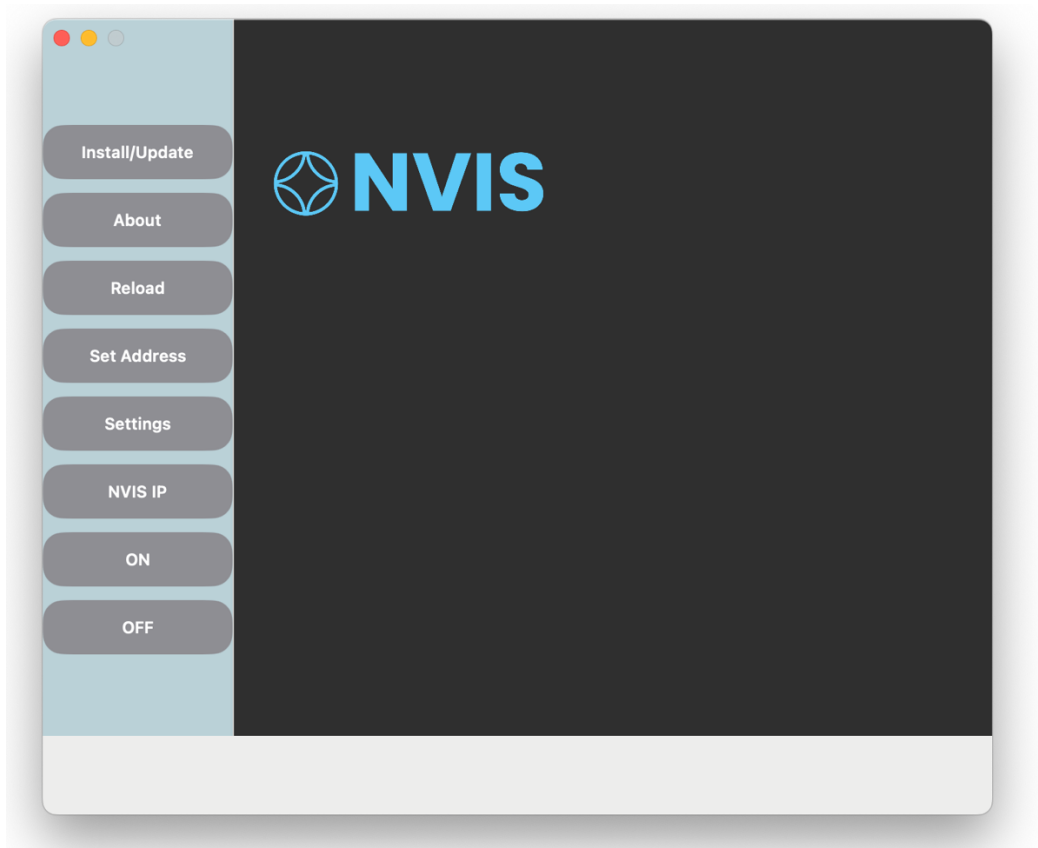 Install/Update
About
Reload
Set Address
Settings
NVIS IP
ON
OFF
NVIS